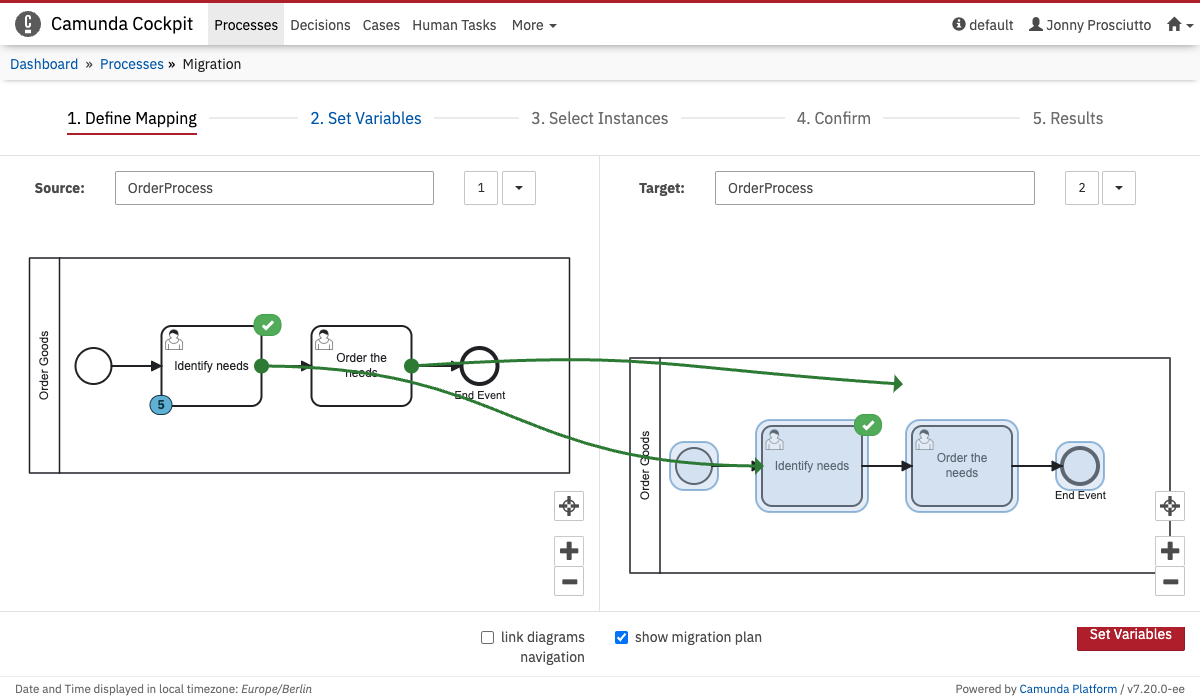 Camunda Cockpit Processes Decisions Cases Human Tasks More default Jonny Prosciutto
Dashboard » Processes » Migration
1. Define Mapping 2. Set Variables 3. Select Instances 4. Confirm 5. Results
Source: OrderProcess 1 Target: OrderProcess 2
Order Goods
Identify needs
5
Order the
needs
End Event
Order Goods
Identify needs
Order the
needs
End Event
link diagrams
navigation
show migration plan
Set Variables
Date and Time displayed in local timezone: Europe/Berlin Powered by Camunda Platform / v7.20.0-ee